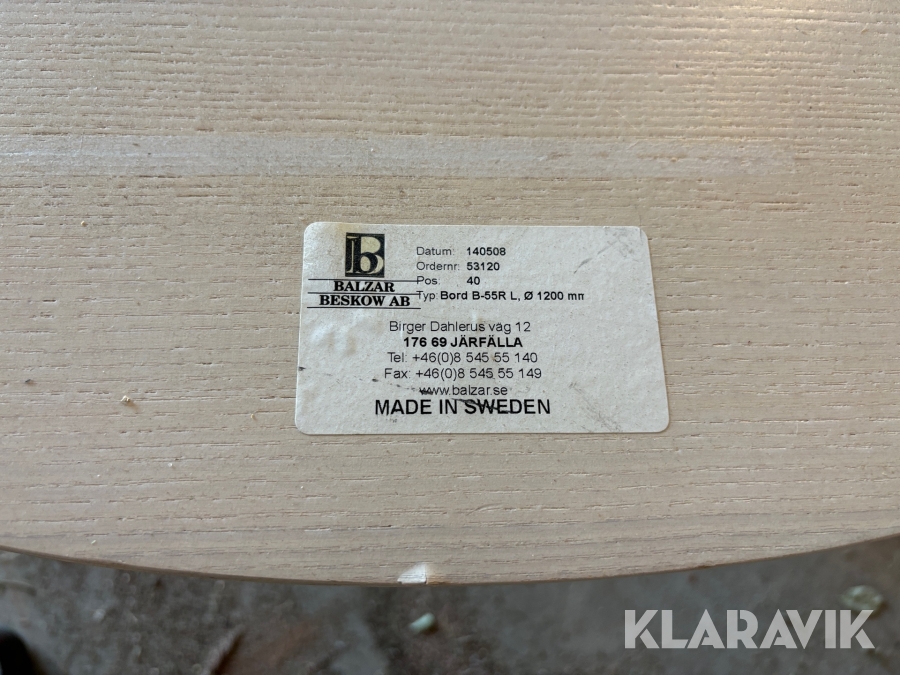 b
BALZAR
BESKOW AB
Datum: 140508
Ordernr: 53120
Pos: 40
Typ: Bord B-55R L, Ø 1200 mm
Birger Dahlerus väg 12
176 69 JÄRFÄLLA
Tel: +46(0)8 545 55 140
Fax: +46(0)8 545 55 149
www.balzar.se
MADE IN SWEDEN
KLARAVIK